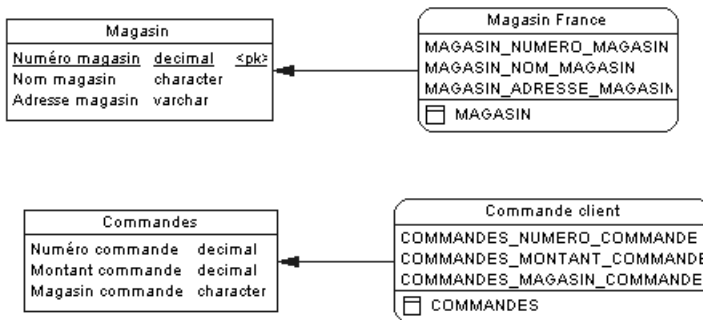 Magasin
Numéro magasin decimal <pk>
Nom magasin character
Adresse magasin varchar
Magasin France
MAGASIN_NUMERO_MAGASIN
MAGASIN_NOM_MAGASIN
MAGASIN_ADRESSE_MAGASIN
MAGASIN
Commandes
Numéro commande decimal
Montant commande decimal
Magasin commande character
Commande client
COMMANDES_NUMERO_COMMANDE
COMMANDES_MONTANT_COMMANDE
COMMANDES_MAGASIN_COMMANDE
COMMANDES